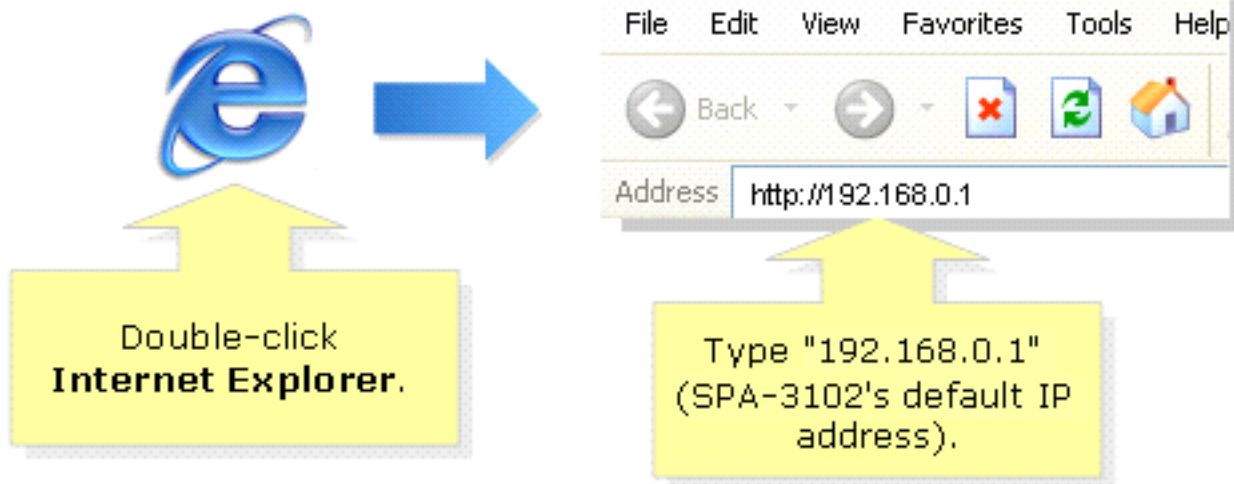 File Edit View Favorites Tools Help
Back
Address http://192.168.0.1
Double-click
Internet Explorer.
Type "192.168.0.1"
(SPA-3102's default IP
address).